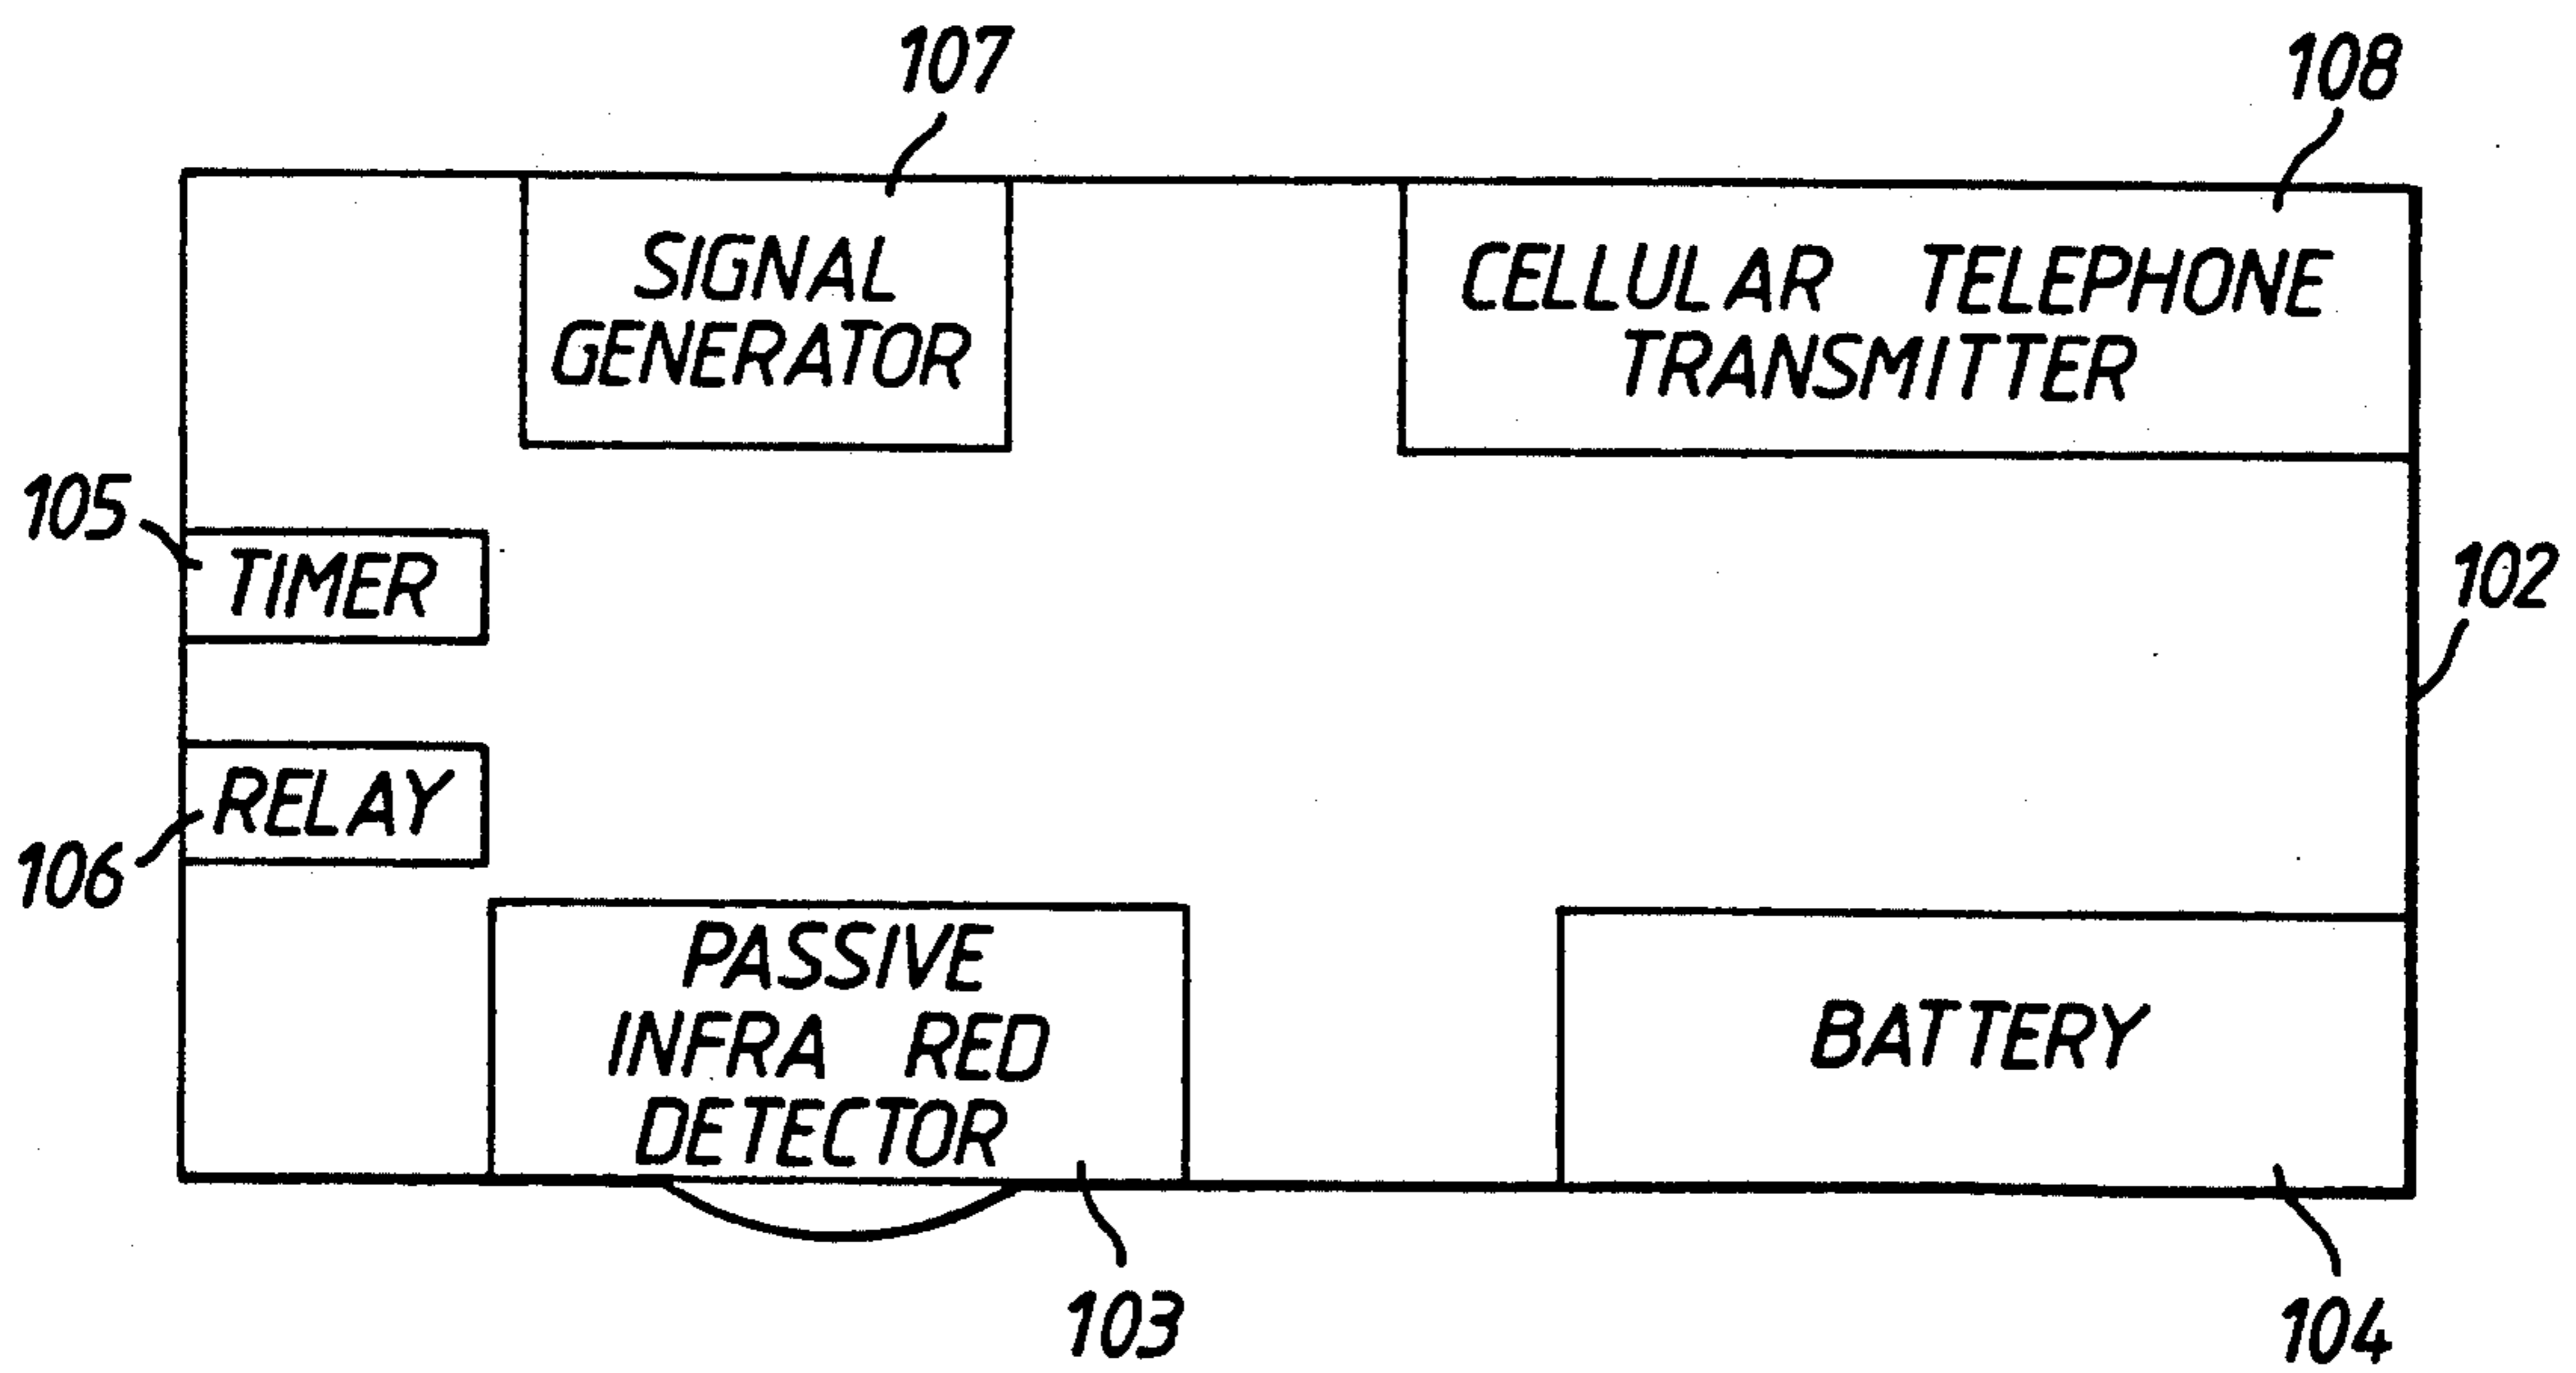 107
108
SIGNAL
GENERATOR
CELLULAR TELEPHONE
TRANSMITTER
105
TIMER
102
RELAY
106
PASSIVE
INFRA RED
DETECTOR
BATTERY
103
104